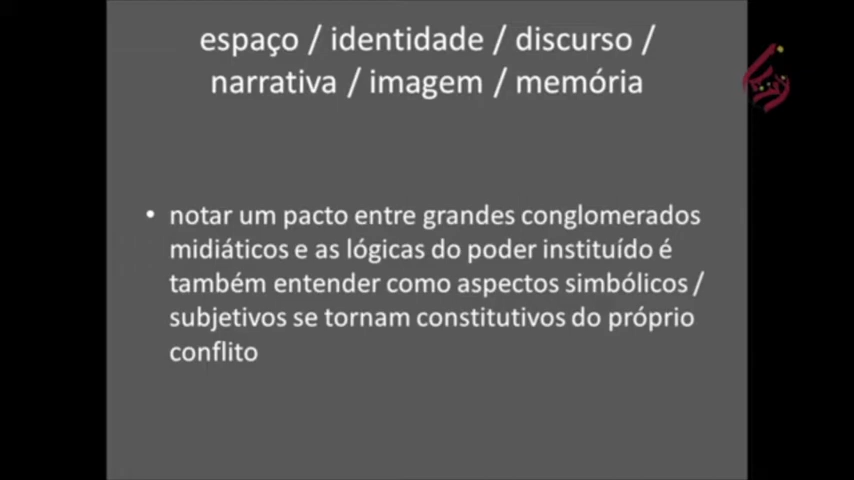 espaço / identidade / discurso /
narrativa / imagem / memória
• notar um pacto entre grandes conglomerados
midiáticos e as lógicas do poder instituído é
também entender como aspectos simbólicos /
subjetivos se tornam constitutivos do próprio
conflito